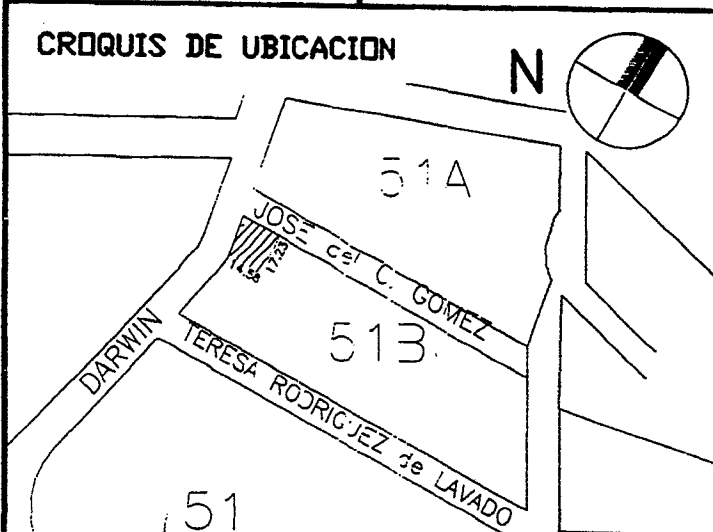 CROQUIS DE UBICACION
N
51A
JOSE del C. GOMEZ
14.58
17.23
51B
DARWIN
TERESA RODRIGUEZ de LAVADO
51